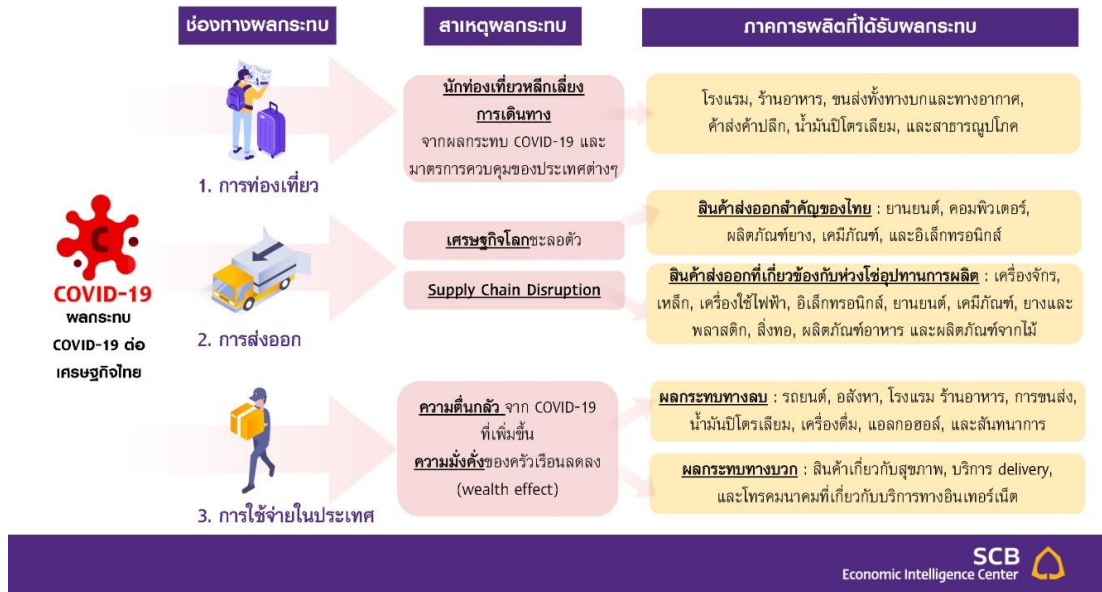 ช่องทางผลกระทบ
สาเหตุผลกระทบ
ภาคการผลิตที่ได้รับผลกระทบ
COVID-19
ผลกระทบ
COVID-19 ต่อ
เศรษฐกิจไทย
1. การท่องเที่ยว
นักท่องเที่ยวหลีกเลี่ยง
การเดินทาง
จากผลกระทบ COVID-19 และ
มาตรการควบคุมของประเทศต่างๆ
โรงแรม, ร้านอาหาร, ขนส่งทั้งทางบกและทางอากาศ,
ค้าส่งค้าปลีก, น้ำมันปิโตรเลียม, และสาธารณูปโภค
2. การส่งออก
เศรษฐกิจโลกชะลอตัว
สินค้าส่งออกสำคัญของไทย : ยานยนต์, คอมพิวเตอร์,
ผลิตภัณฑ์ยาง, เคมีภัณฑ์, และอิเล็กทรอนิกส์
Supply Chain Disruption
สินค้าส่งออกที่เกี่ยวข้องกับห่วงโซ่อุปทานการผลิต : เครื่องจักร,
เหล็ก, เครื่องใช้ไฟฟ้า, อิเล็กทรอนิกส์, ยานยนต์, เคมีภัณฑ์, ยางและ
พลาสติก, สิ่งทอ, ผลิตภัณฑ์อาหาร และผลิตภัณฑ์จากไม้
3. การใช้จ่ายในประเทศ
ความตื่นกลัว จาก COVID-19
ที่เพิ่มขึ้น
ความมั่งคั่งของครัวเรือนลดลง
(wealth effect)
ผลกระทบทางลบ : รถยนต์, อสังหา, โรงแรม ร้านอาหาร, การขนส่ง,
น้ำมันปิโตรเลียม, เครื่องดื่ม, แอลกอฮอล์, และสันทนาการ
ผลกระทบทางบวก : สินค้าเกี่ยวกับสุขภาพ, บริการ delivery,
และโทรคมนาคมที่เกี่ยวกับบริการทางอินเทอร์เน็ต
SCB
Economic Intelligence Center